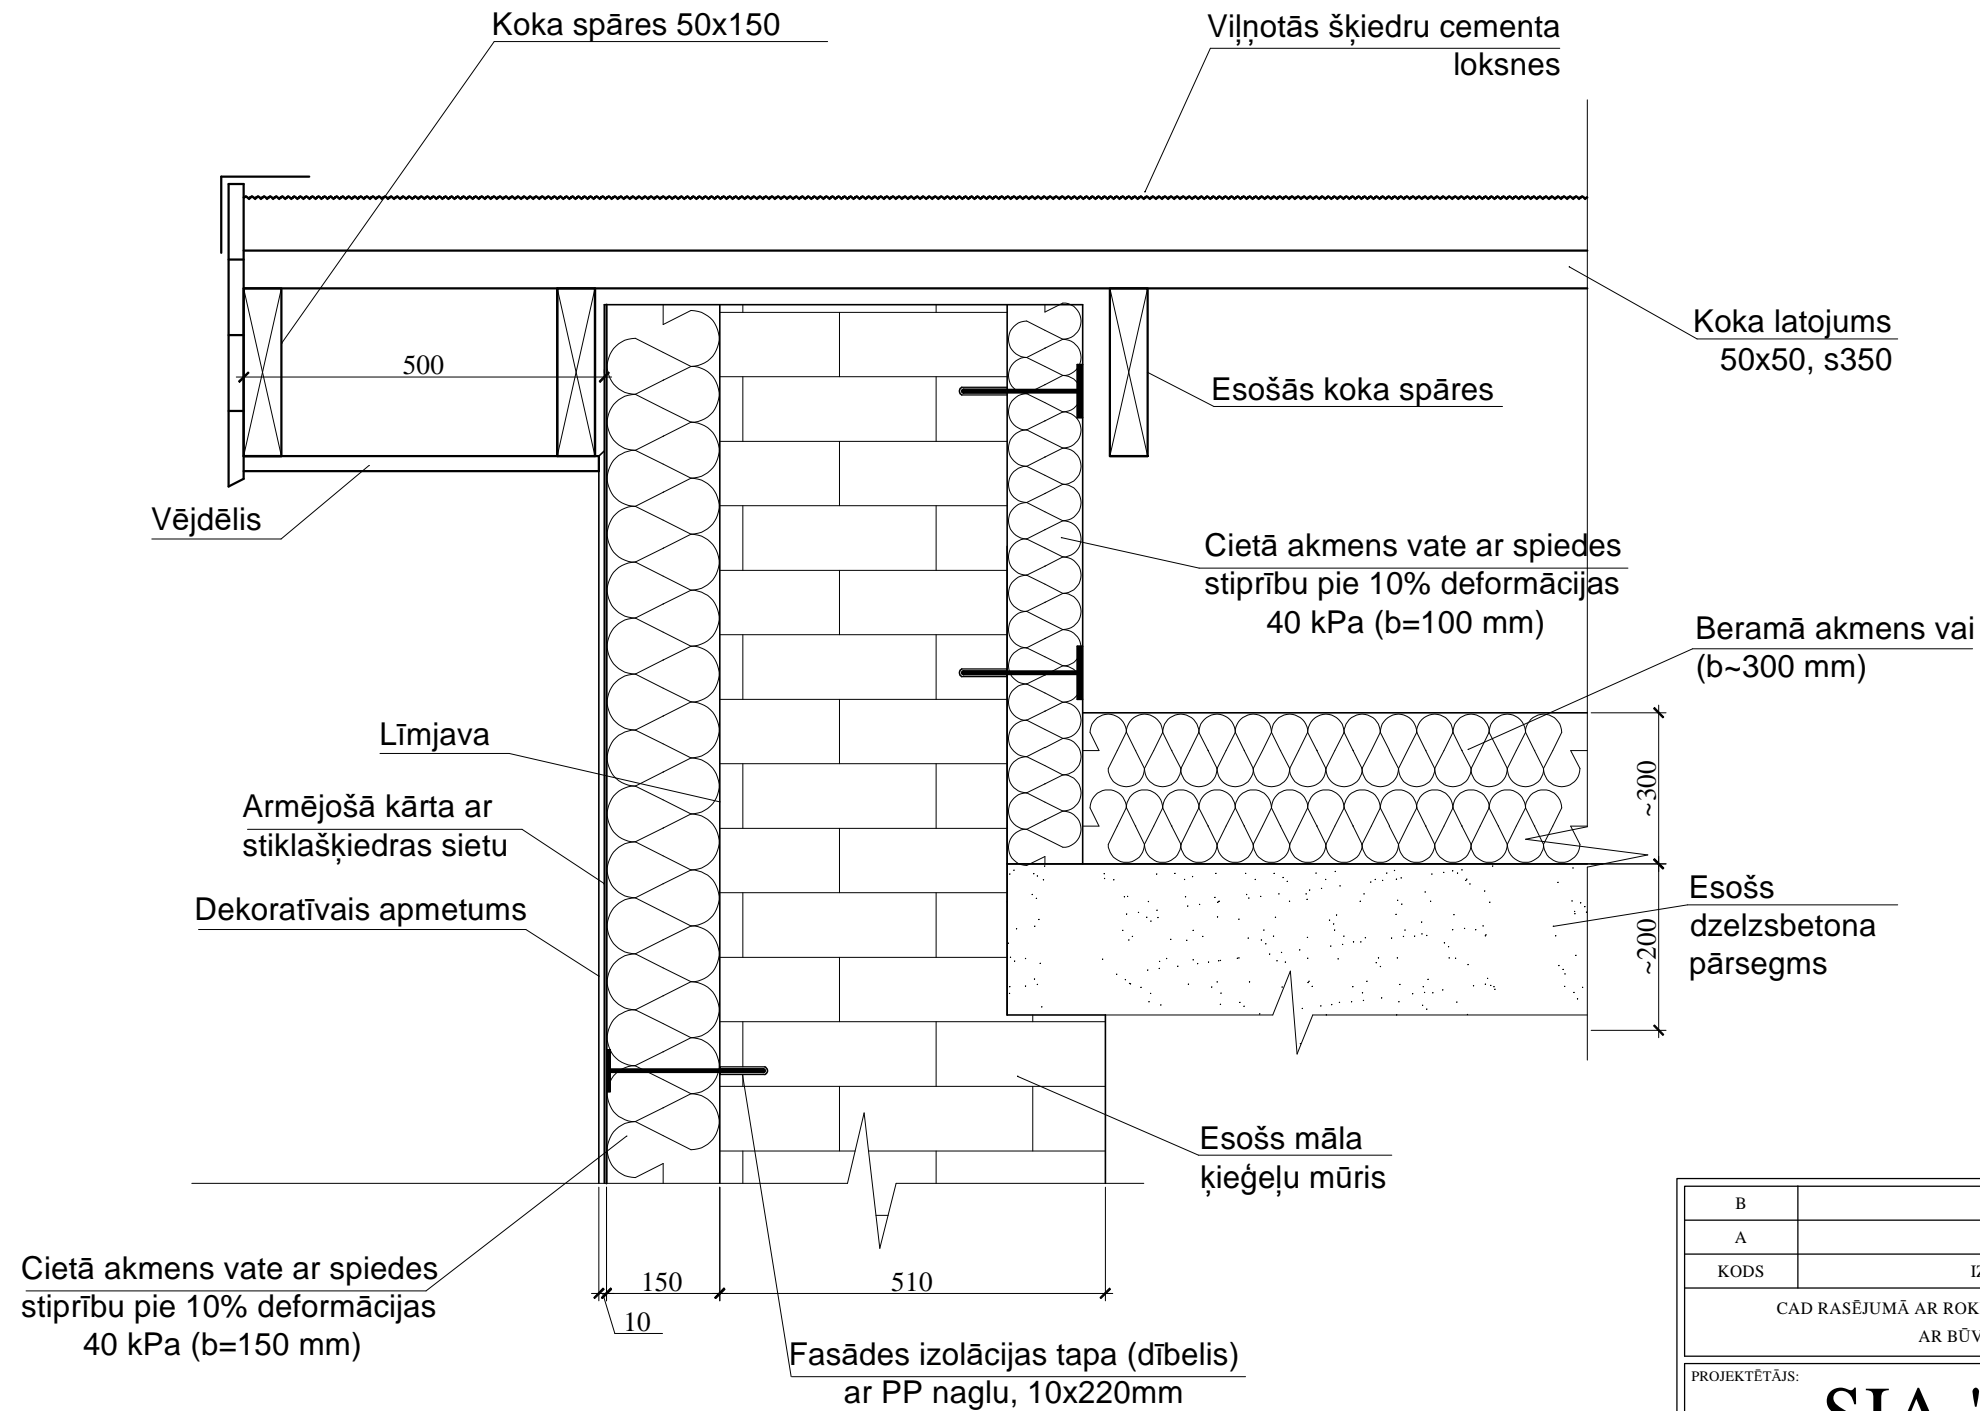 Koka spāres 50x150
Viļņotās šķiedru cementa
loksnes
Koka latojums
50x50, s350
500
Esošās koka spāres
Vējdēlis
Cietā akmens vate ar spiedes
stiprību pie 10% deformācijas
40 kPa (b=100 mm)
Beramā akmens vai
(b~300 mm)
Līmjava
~300
Armējošā kārta ar
stiklašķiedras sietu
Dekoratīvais apmetums
Esošs
dzelzsbetona
pārsegms
~200
Esošs māla
ķieģeļu mūris
B
A
KODS
CAD RASĒJUMĀ AR ROK
AR BŪV
PROJEKTĒTĀJS:
SIA "
Cietā akmens vate ar spiedes
stiprību pie 10% deformācijas
40 kPa (b=150 mm)
150
510
10
Fasādes izolācijas tapa (dībelis)
ar PP naglu, 10x220mm